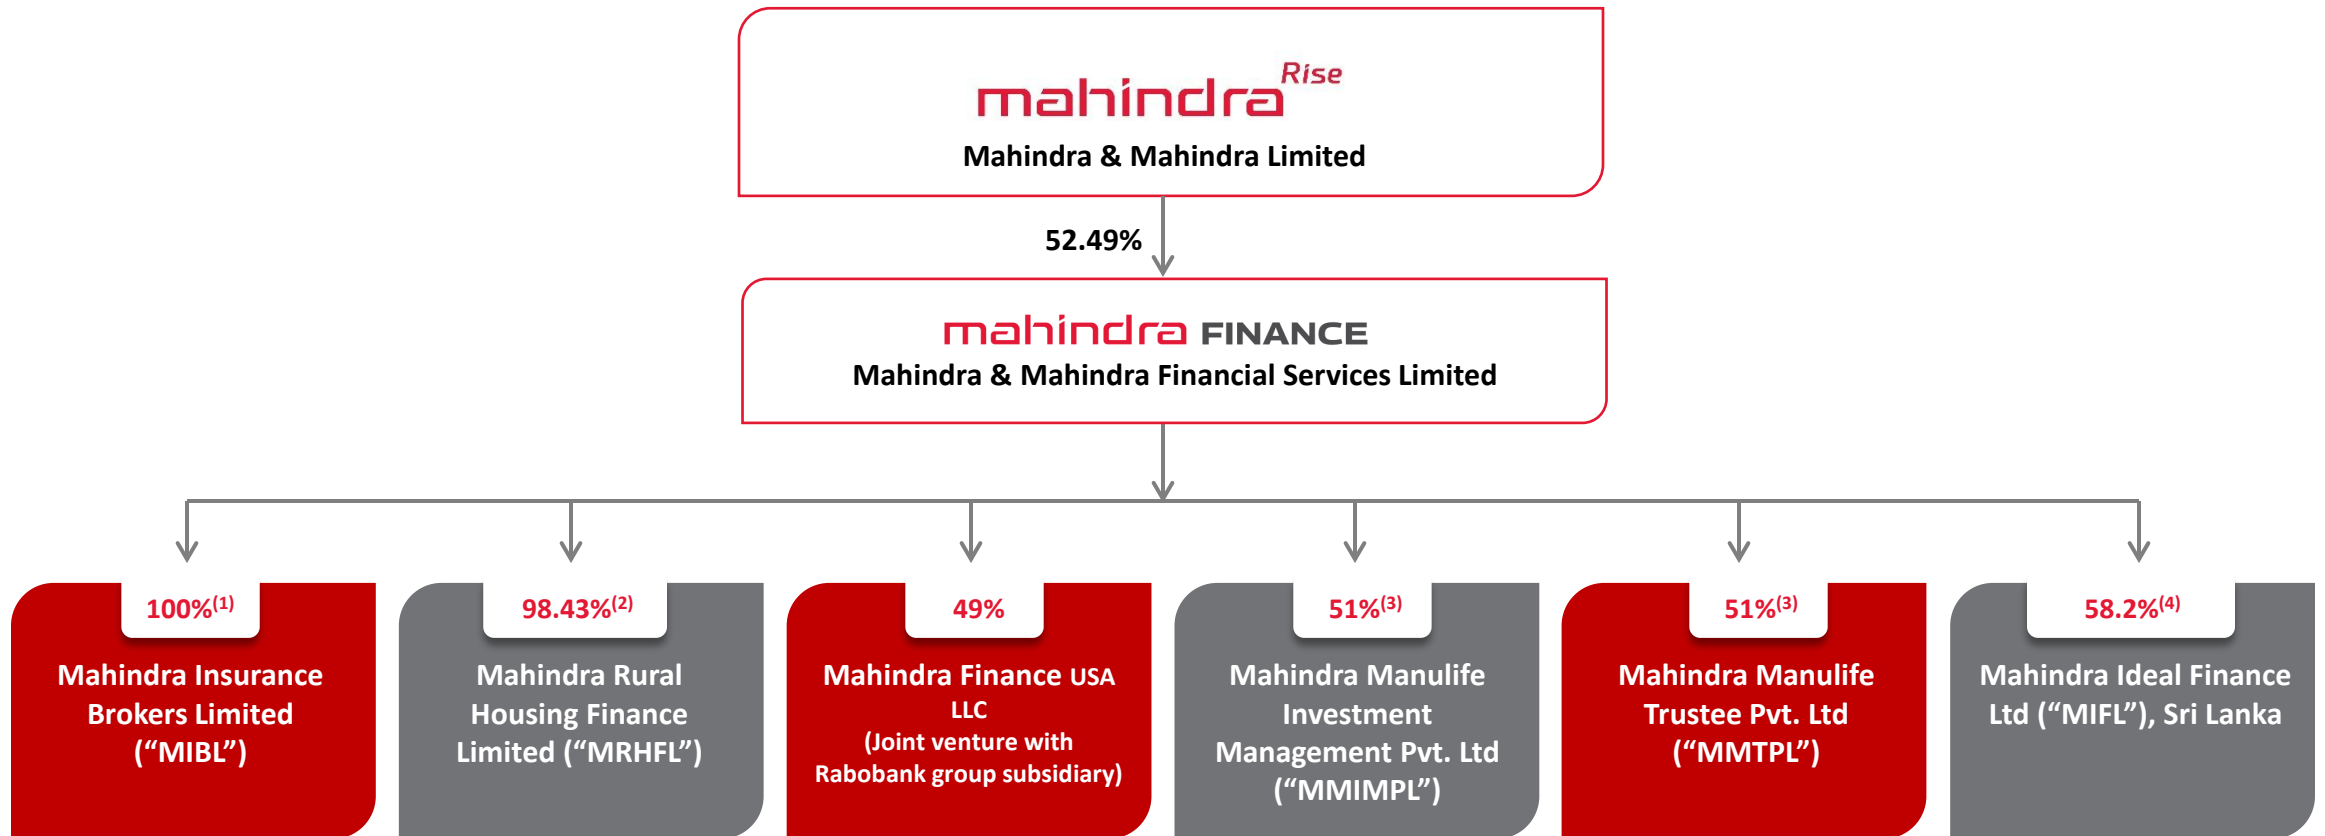 mahindra Rise
Mahindra & Mahindra Limited
52.49%
mahindra FINANCE
Mahindra & Mahindra Financial Services Limited
100%(1)
Mahindra Insurance
Brokers Limited
(“MIBL”)
98.43%(2)
Mahindra Rural
Housing Finance
Limited (“MRHFL”)
49%
Mahindra Finance USA
LLC
(Joint venture with
Rabobank group subsidiary)
51%(3)
Mahindra Manulife
Investment
Management Pvt. Ltd
(“MMIMPL”)
51%(3)
Mahindra Manulife
Trustee Pvt. Ltd
(“MMTPL”)
58.2%(4)
Mahindra Ideal Finance
Ltd (“MIFL”), Sri Lanka